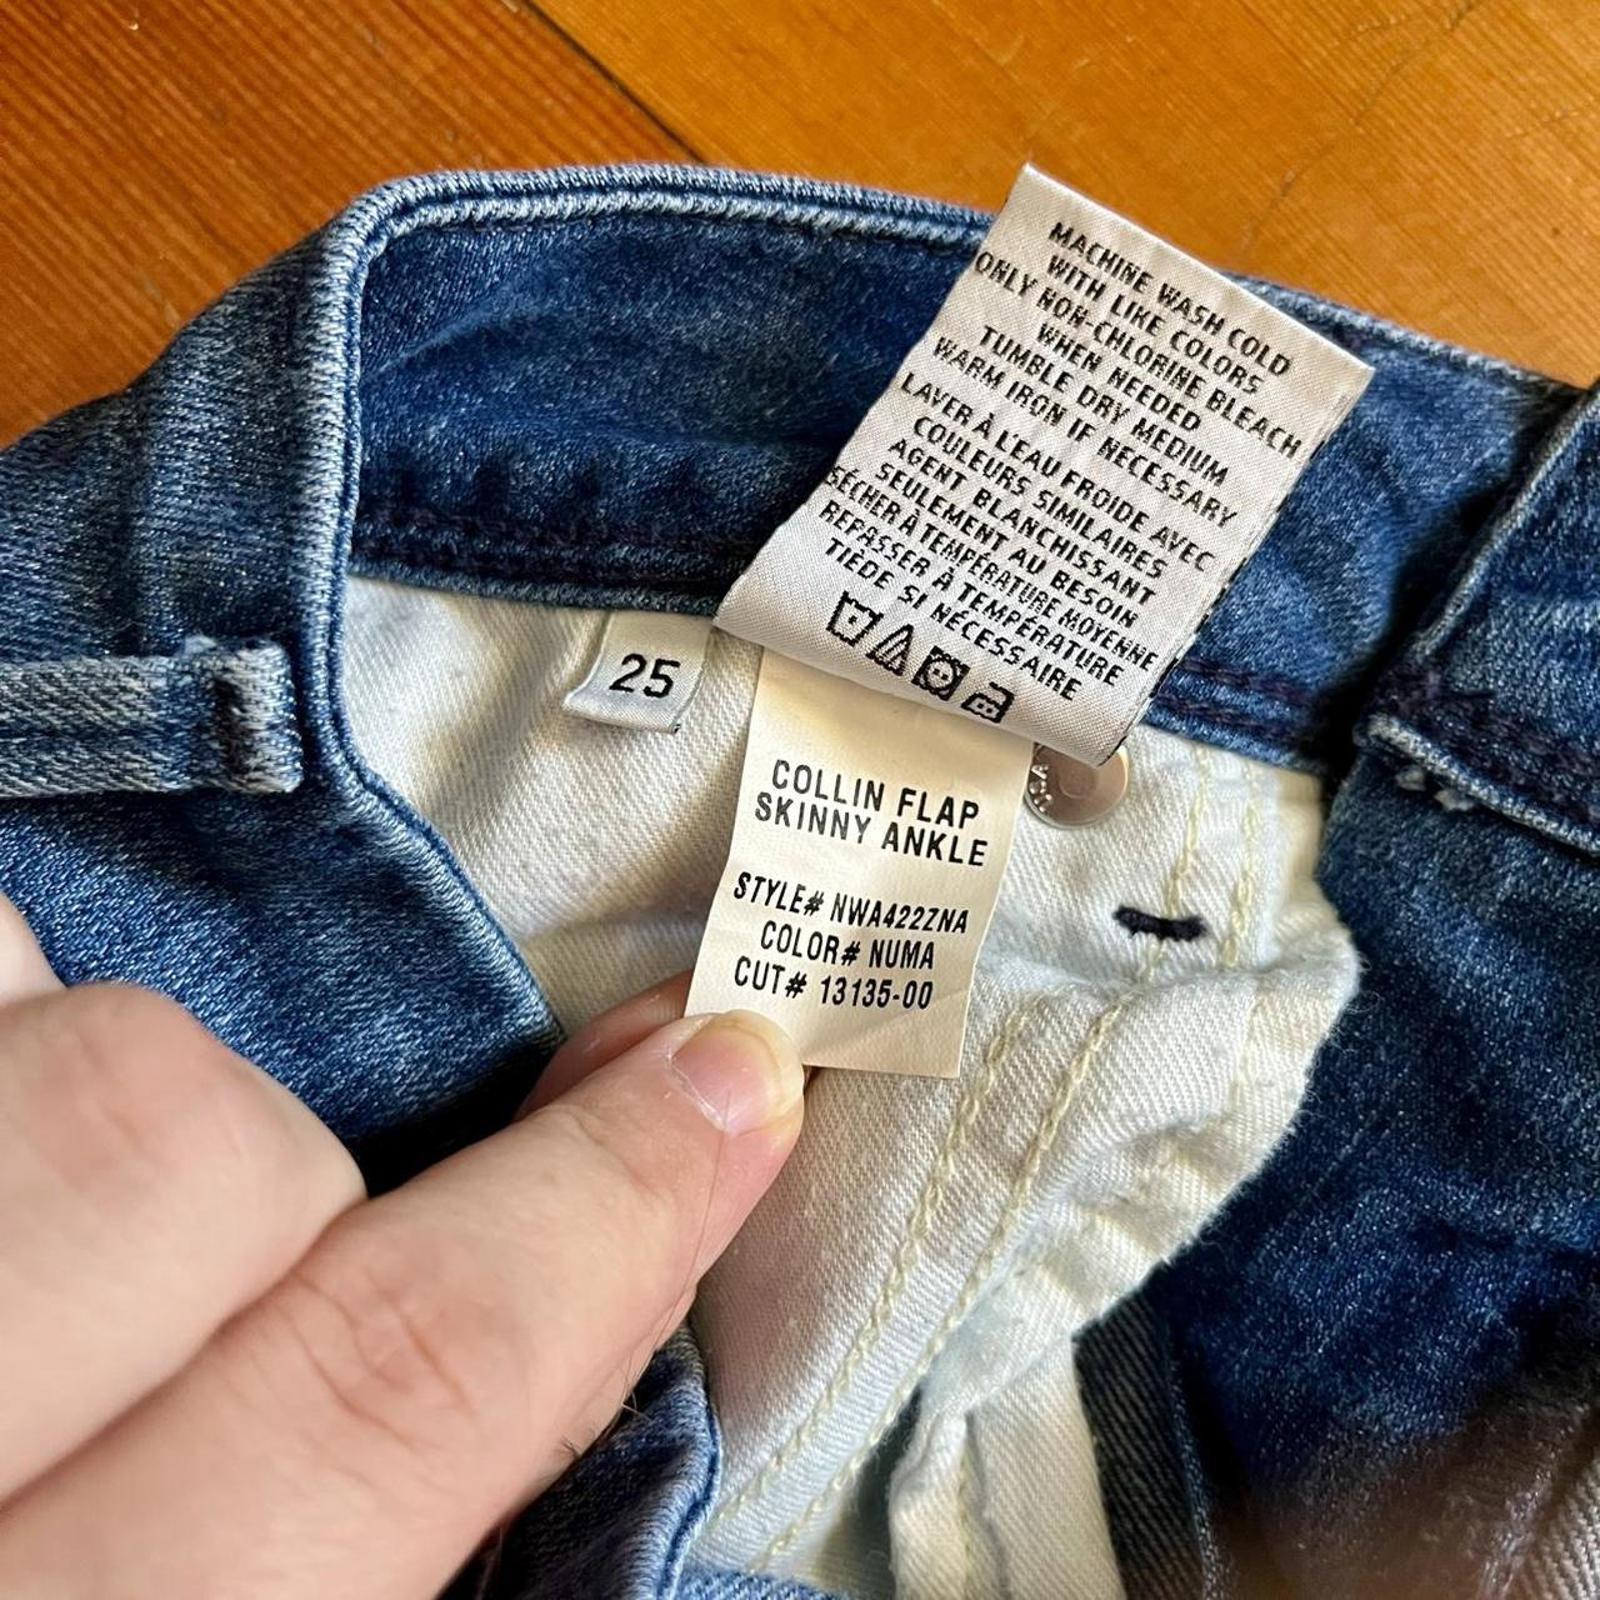 MACHINE WASH COLD
WITH LIKE COLORS
ONLY NON-CHLORINE BLEACH
WHEN NEEDED
TUMBLE DRY MEDIUM
WARM IRON IF NECESSARY
LAVER À L'EAU FROIDE AVEC
COULEURS SIMILAIRES
AGENT BLANCHISSANT
SEULEMENT AU BESOIN
SÉCHER À TEMPÉRATURE MOYENNE
REPASSER À TEMPÉRATURE
TIÈDE SI NÉCESSAIRE
25
COLLIN FLAP
SKINNY ANKLE
STYLE# NWA422ZNA
COLOR# NUMA
CUT# 13135-00